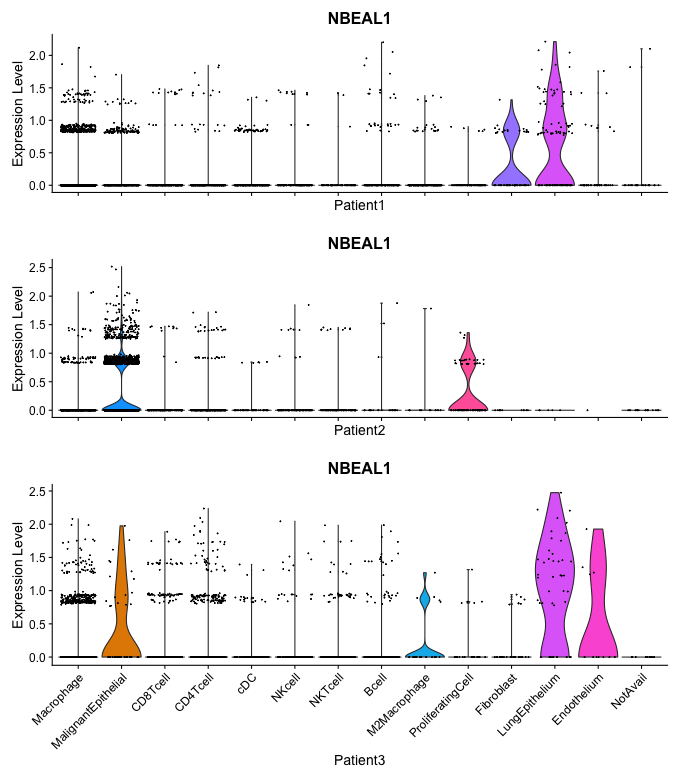 NBEAL1
Expression Level
2.0
1.5
1.0
0.5
0.0
Patient1
NBEAL1
Expression Level
2.5
2.0
1.5
1.0
0.5
0.0
Patient2
NBEAL1
Expression Level
2.5
2.0
1.5
1.0
0.5
0.0
Macrophage
MalignantEpithelial
CD8Tcell
CD4Tcell
cDC
NKcell
NKTcell
Bcell
M2Macrophage
ProliferatingCell
Fibroblast
LungEpithelium
Endothelium
NotAvail
Patient3